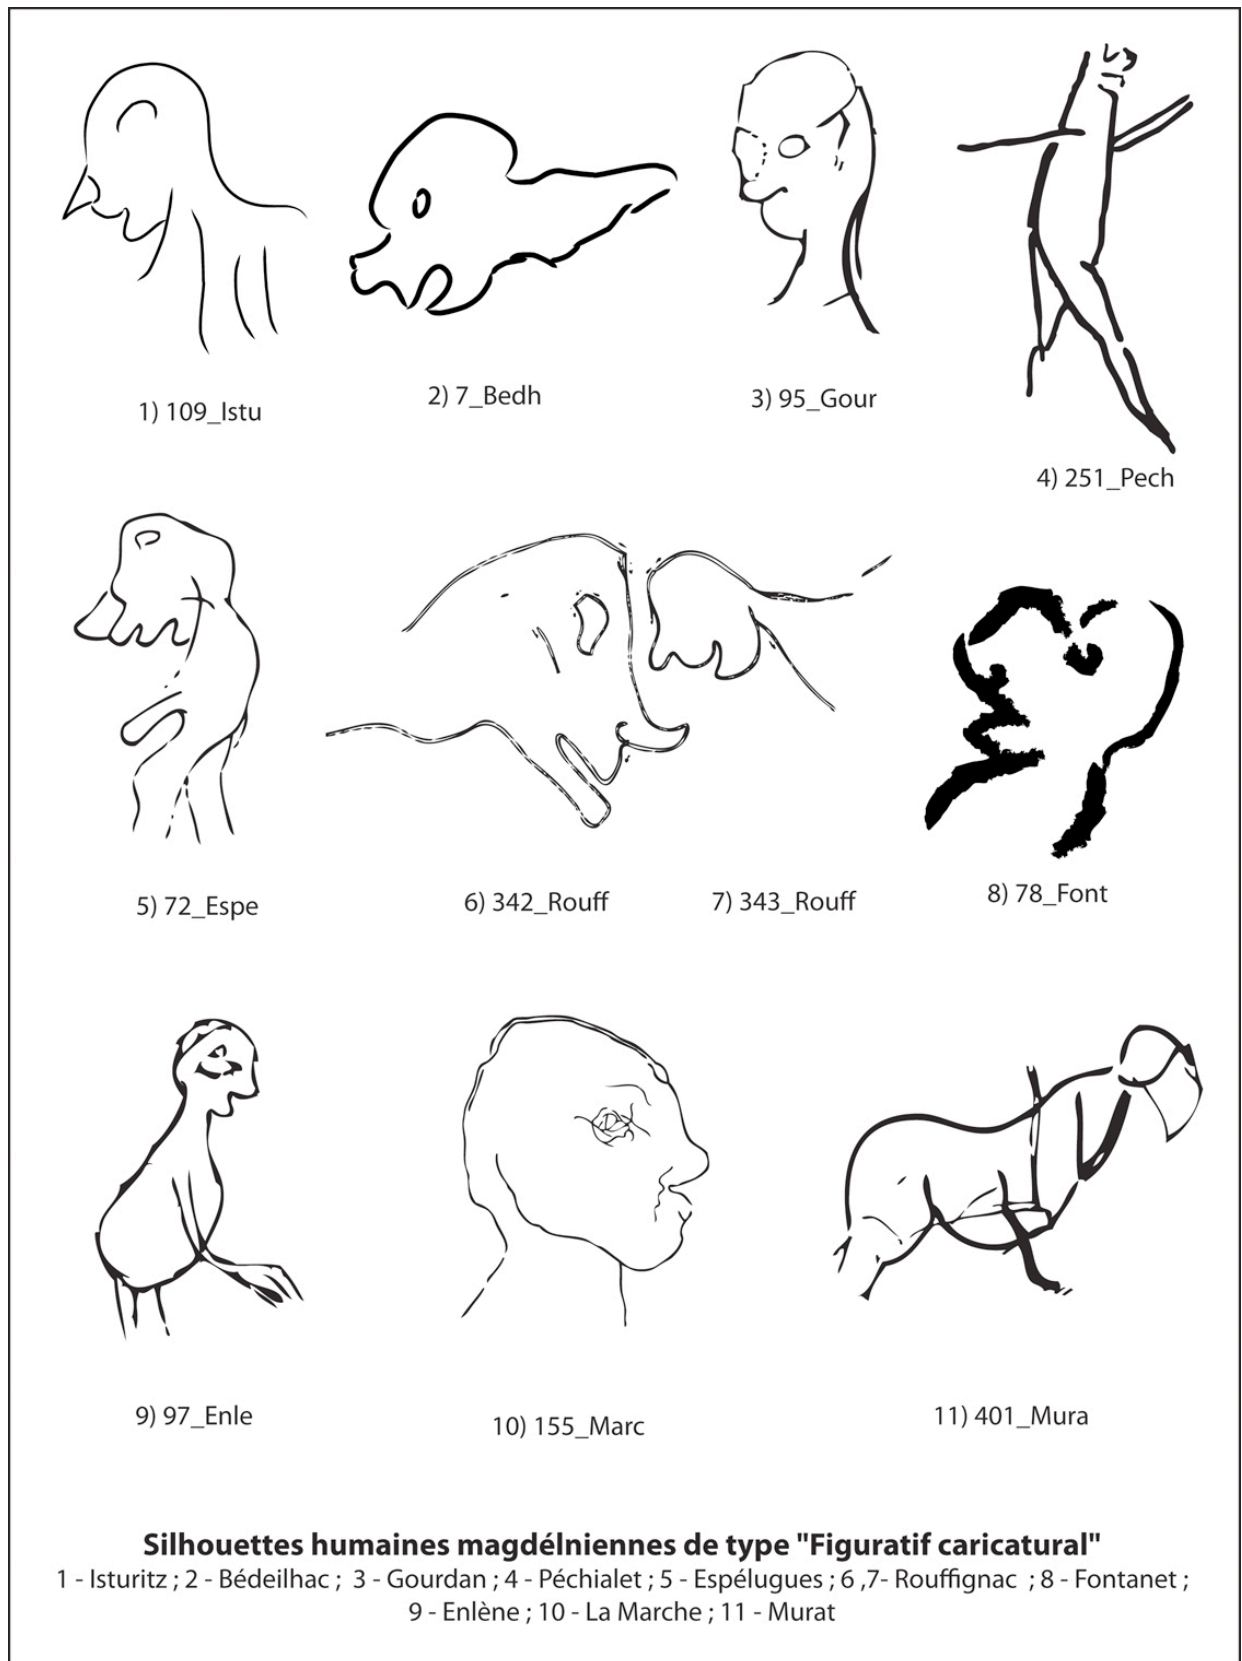 1) 109_Istu
2) 7_Bedh
3) 95_Gour
4) 251_Pech
5) 72_Espe
6) 342_Rouff
7) 343_Rouff
8) 78_Font
9) 97_Enle
10) 155_Marc
11) 401_Mura
Silhouettes humaines magdélniennes de type "Figuratif caricatural"
1 - Isturitz ; 2 - Bédeilhac ; 3 - Gourdan ; 4 - Péchialet ; 5 - Espélugues ; 6 ,7- Rouffignac ; 8 - Fontanet ;
9 - Enlène ; 10 - La Marche ; 11 - Murat